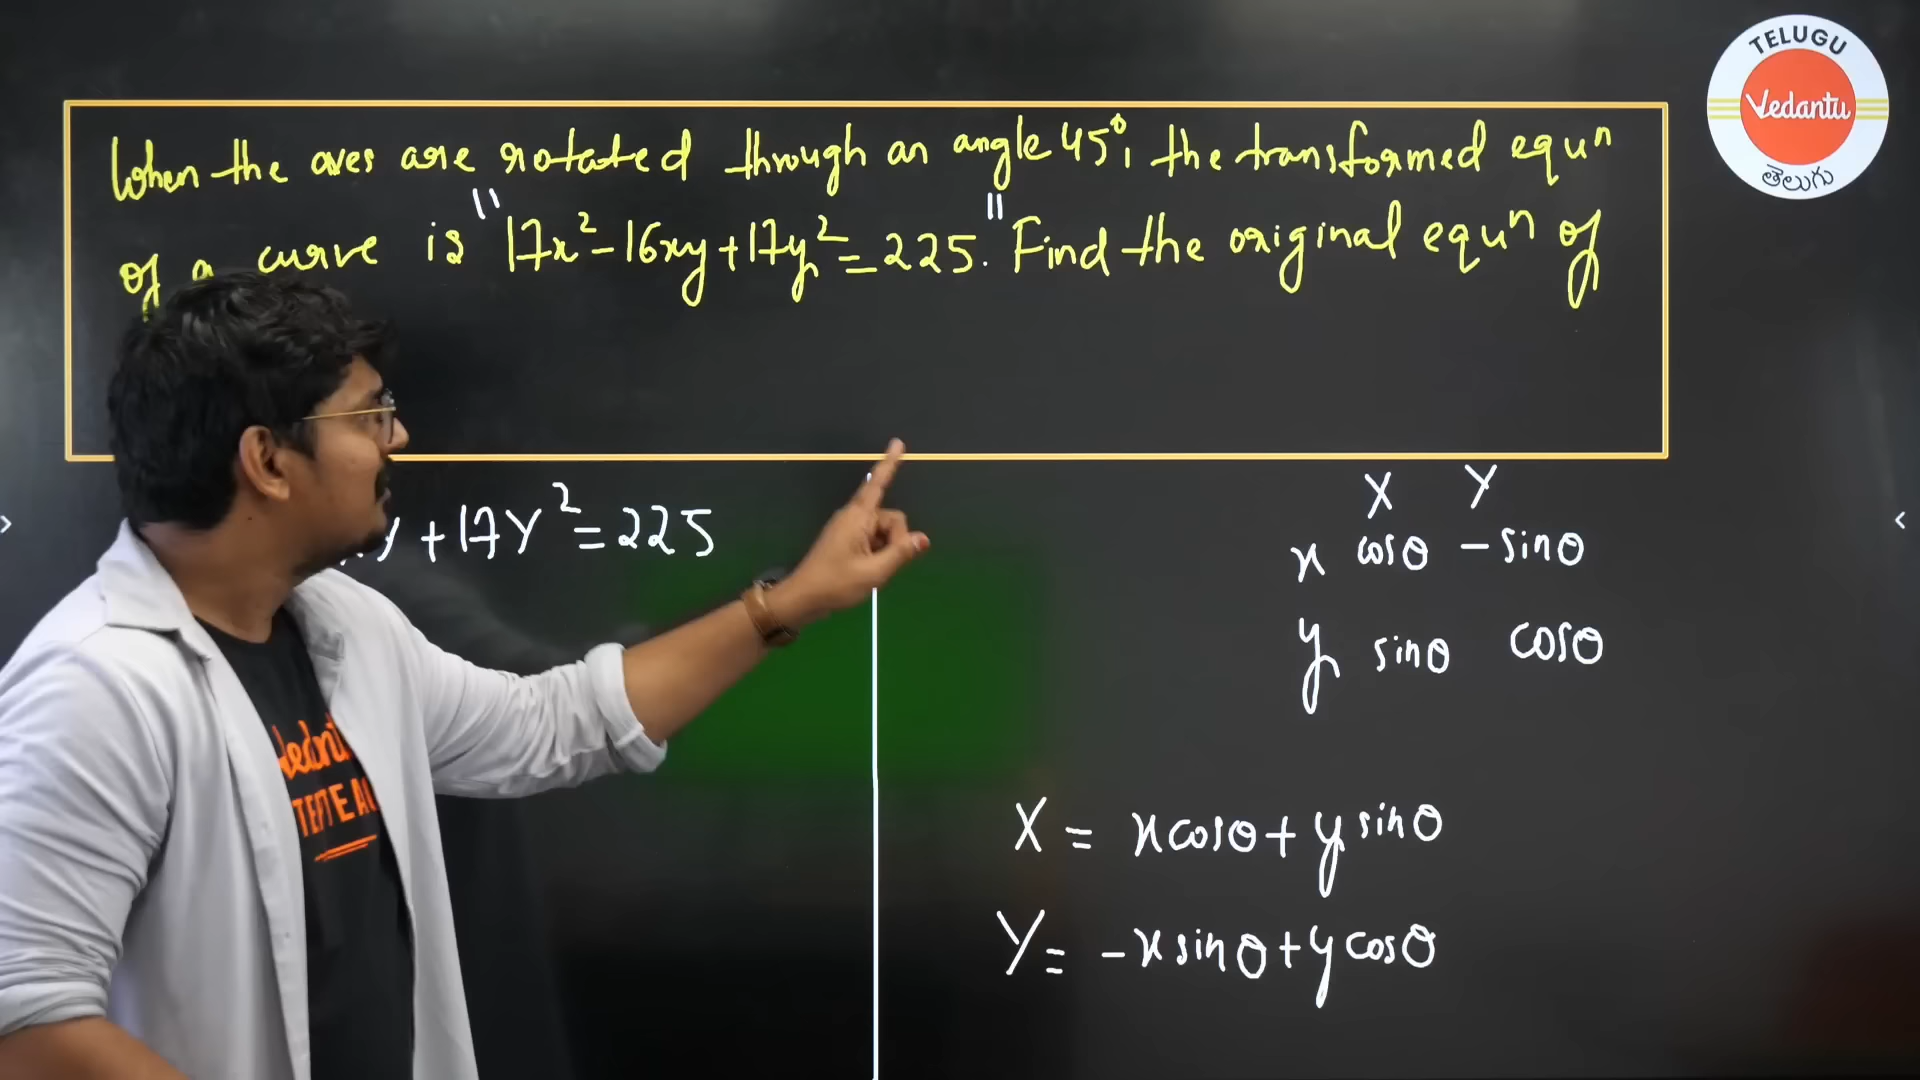 TELUGU
Vedantu
తెలుగు
When the axes are rotated through an angle 45°, the transformed equn
of a curve is "17x²-16xy+17y²=225." Find the original equn of
Y+17Y²=225
X Y
x cosθ -sinθ
y sinθ cosθ
X = xcosθ+ysinθ
Y= -xsinθ+ycosθ
Vedantu